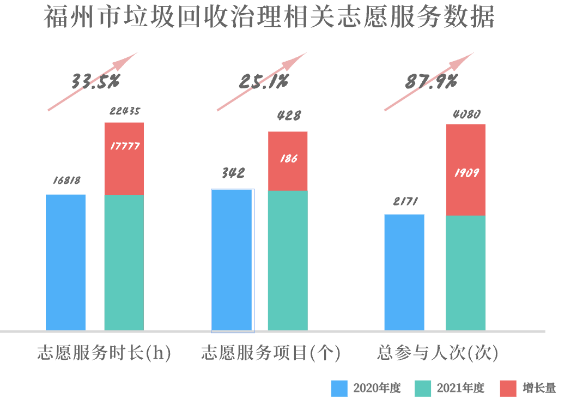 福州市垃圾回收治理相关志愿服务数据
33.5% 25.1% 87.9%
22435 428 4080
17777 186 1909
16818 342 2171
志愿服务时长(h) 志愿服务项目(个) 总参与人次(次)
2020年度 2021年度 增长量